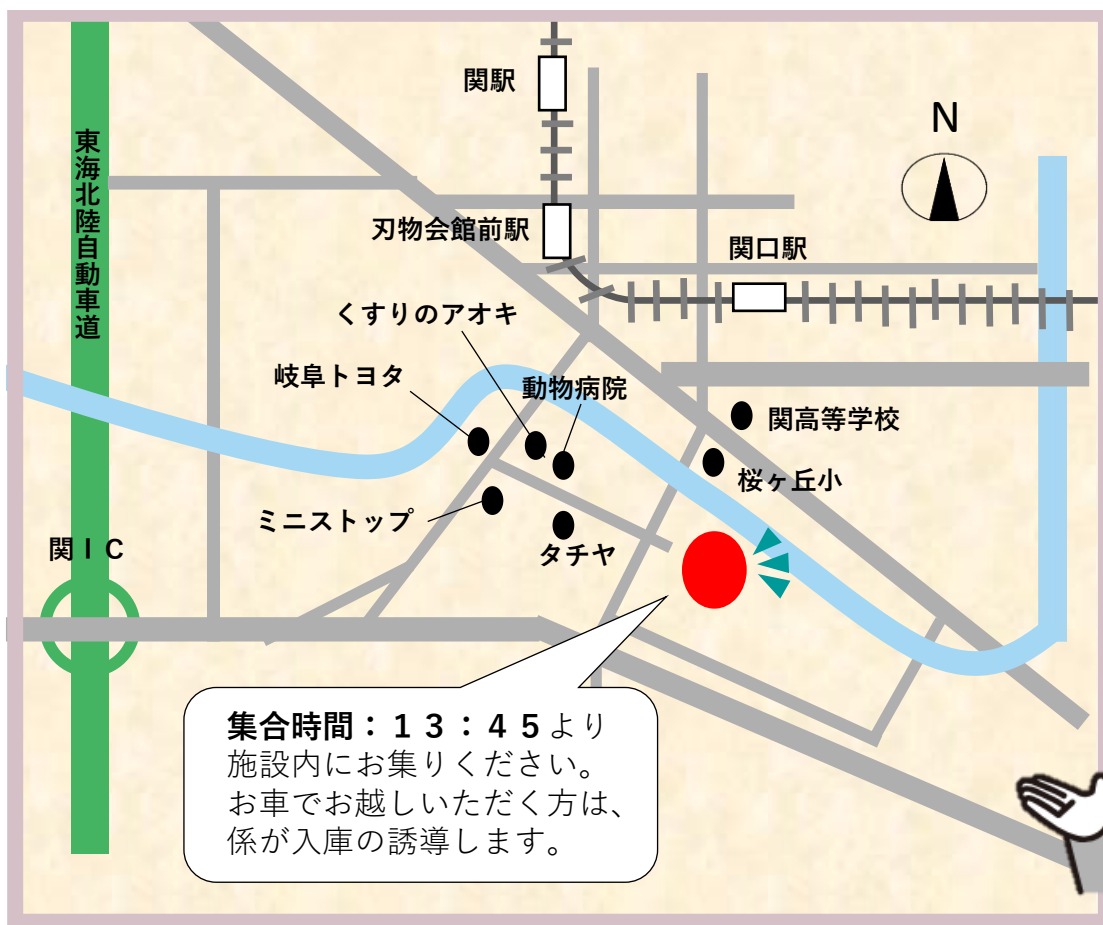 関駅
N
東海北陸自動車道
刃物会館前駅
関口駅
くすりのアオキ
岐阜トヨタ
動物病院
関高等学校
桜ヶ丘小
ミニストップ
タチヤ
関ＩＣ
集合時間：１３：４５より
施設内にお集りください。
お車でお越しいただく方は、
係が入庫の誘導します。